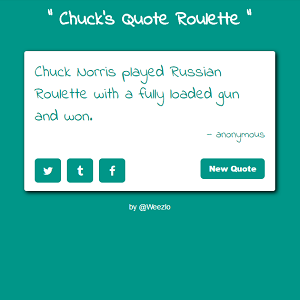 " Chuck's Quote Roulette "
Chuck Norris played Russian
Roulette with a fully loaded gun
and won.
- anonymous
New Quote
by @Weezlo